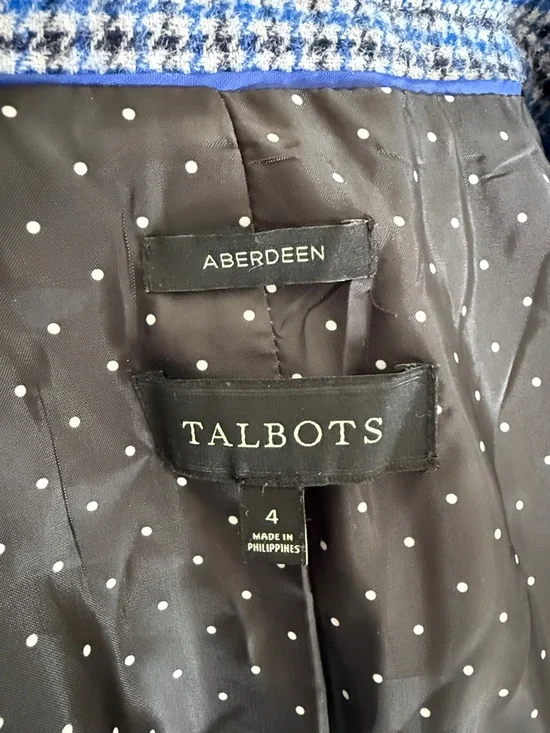 ABERDEEN
TALBOTS
4
MADE IN
PHILIPPINES